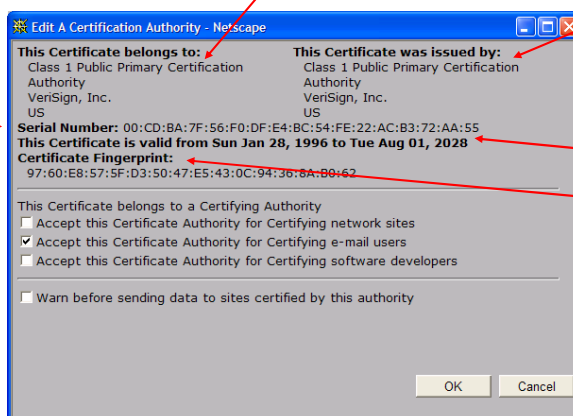 Edit A Certification Authority - Netscape
This Certificate belongs to:
Class 1 Public Primary Certification
Authority
VeriSign, Inc.
US
This Certificate was issued by:
Class 1 Public Primary Certification
Authority
VeriSign, Inc.
US
Serial Number: 00:CD:BA:7F:56:F0:DF:E4:BC:54:FE:22:AC:B3:72:AA:55
This Certificate is valid from Sun Jan 28, 1996 to Tue Aug 01, 2028
Certificate Fingerprint:
97:60:E8:57:5F:D3:50:47:E5:43:0C:94:36:8A:B0:62
This Certificate belongs to a Certifying Authority
Accept this Certificate Authority for Certifying network sites
Accept this Certificate Authority for Certifying e-mail users
Accept this Certificate Authority for Certifying software developers
Warn before sending data to sites certified by this authority
OK
Cancel